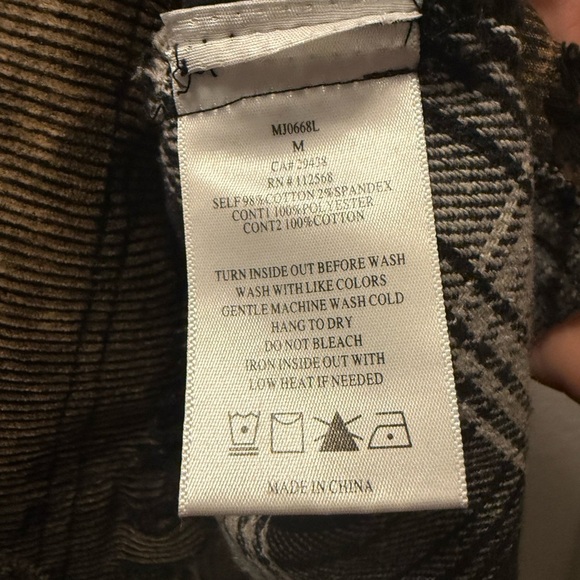 MJ0668L
M
CA# 29438
RN # 112568
SELF 98% COTTON 2% SPANDEX
CONT1 100% POLYESTER
CONT2 100% COTTON
TURN INSIDE OUT BEFORE WASH
WASH WITH LIKE COLORS
GENTLE MACHINE WASH COLD
HANG TO DRY
DO NOT BLEACH
IRON INSIDE OUT WITH
LOW HEAT IF NEEDED
MADE IN CHINA